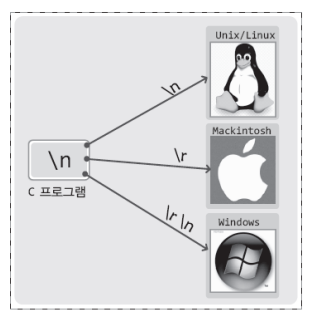 Unix/Linux
\n
Mackintosh
\n
\r
C 프로그램
\r \n
Windows